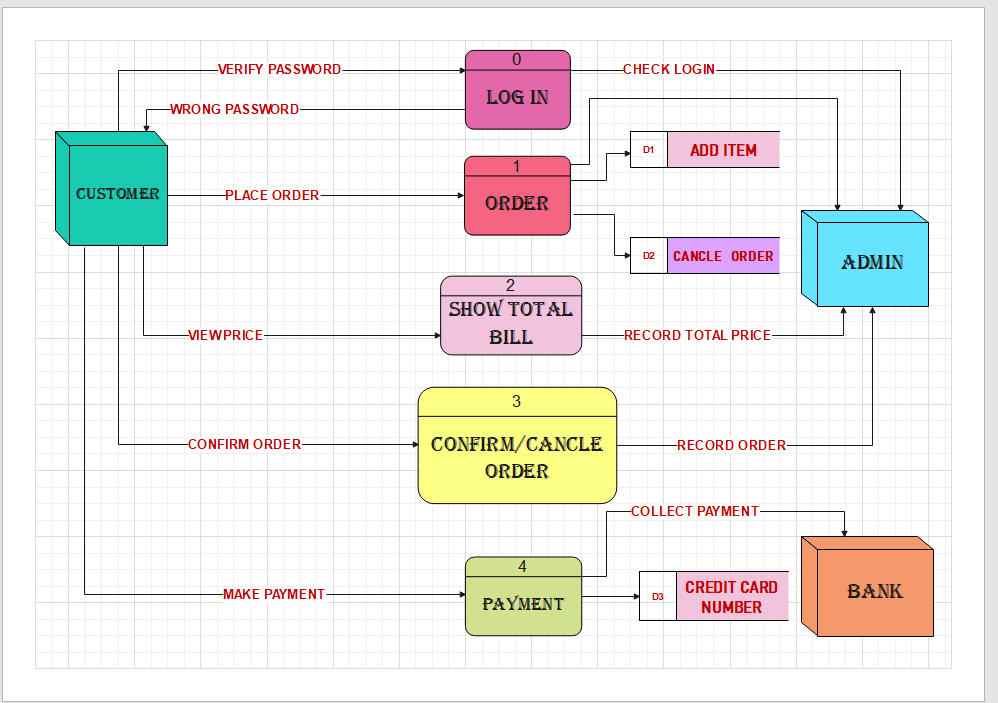 0
VERIFY PASSWORD
CHECK LOGIN
LOG IN
WRONG PASSWORD
D1
ADD ITEM
1
CUSTOMER
PLACE ORDER
ORDER
D2
CANCLE ORDER
ADMIN
2
SHOW TOTAL
BILL
VIEWPRICE
RECORD TOTAL PRICE
3
CONFIRM ORDER
CONFIRM/CANCLE
ORDER
RECORD ORDER
COLLECT PAYMENT
4
MAKE PAYMENT
PAYMENT
D3
CREDIT CARD
NUMBER
BANK